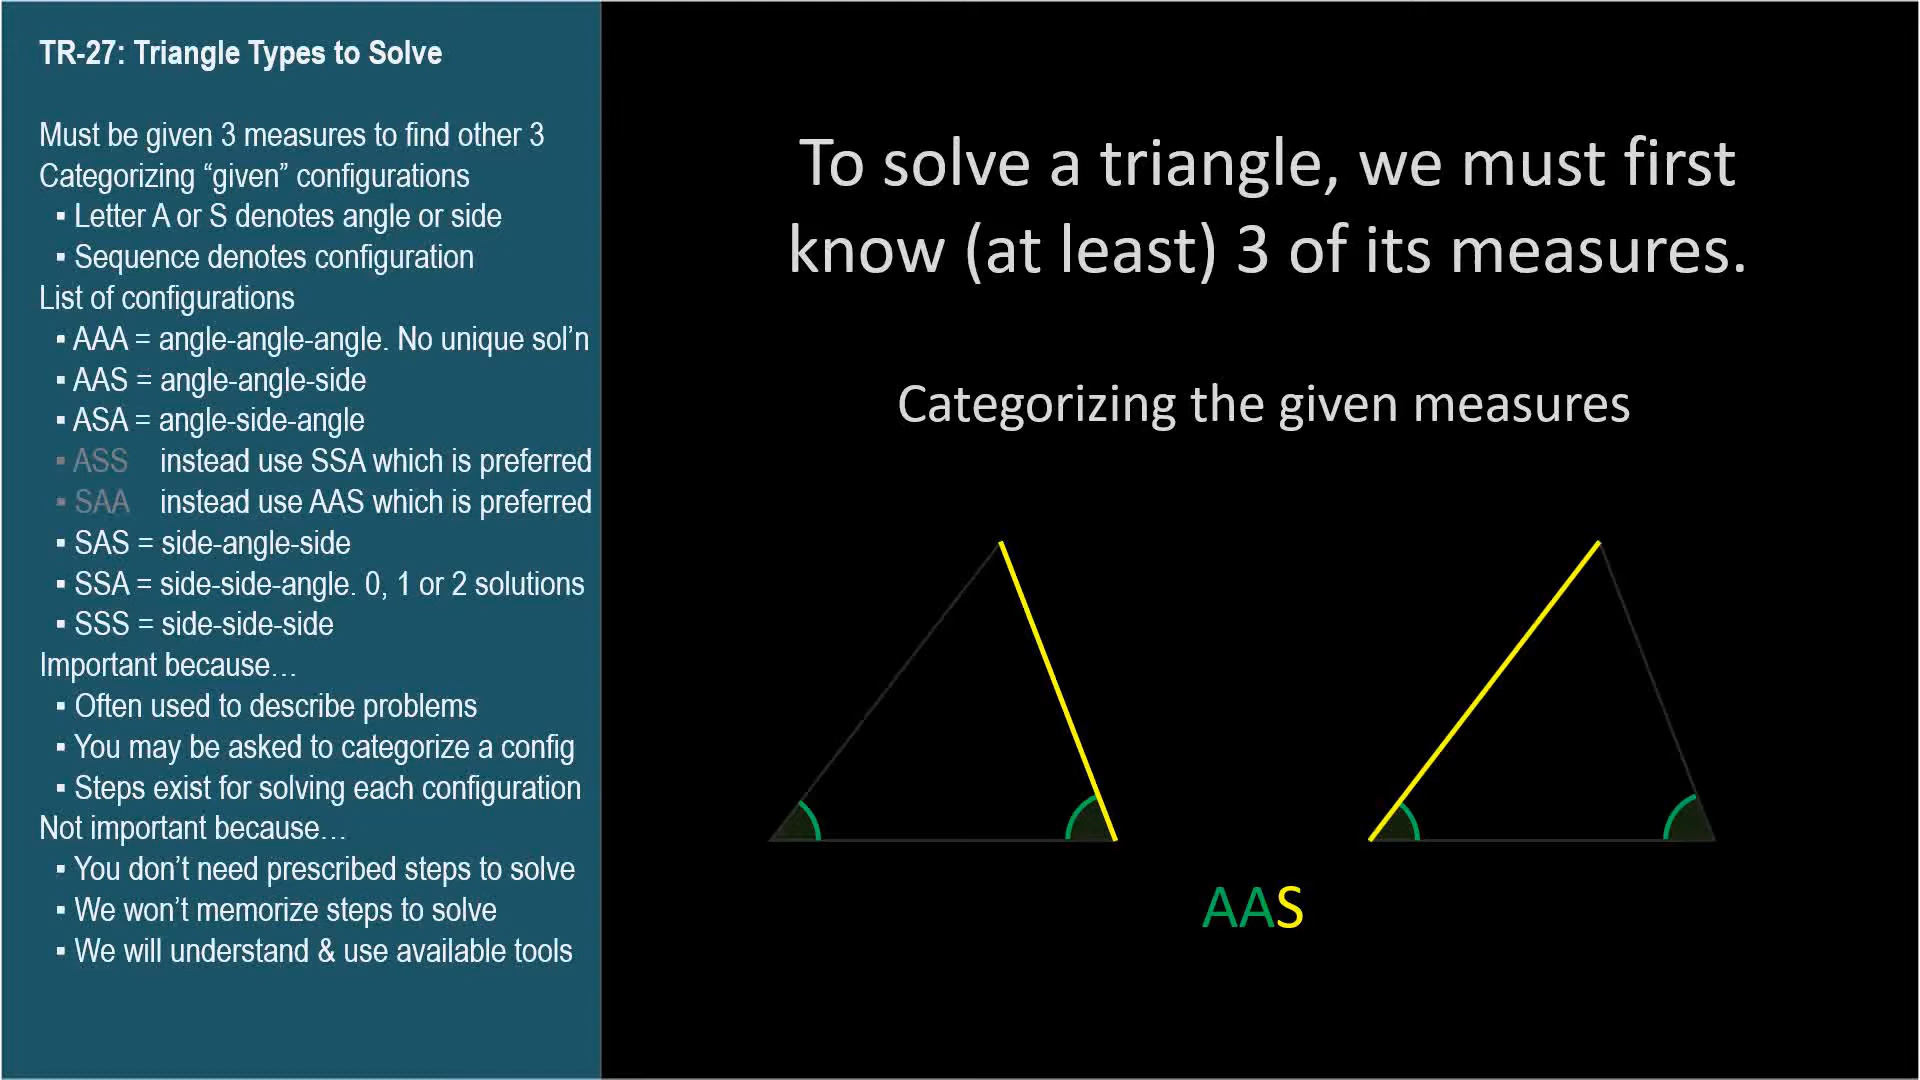 TR-27: Triangle Types to Solve
Must be given 3 measures to find other 3
Categorizing “given” configurations
▪ Letter A or S denotes angle or side
▪ Sequence denotes configuration
List of configurations
▪ AAA = angle-angle-angle. No unique sol’n
▪ AAS = angle-angle-side
▪ ASA = angle-side-angle
▪ ASS instead use SSA which is preferred
▪ SAA instead use AAS which is preferred
▪ SAS = side-angle-side
▪ SSA = side-side-angle. 0, 1 or 2 solutions
▪ SSS = side-side-side
Important because…
▪ Often used to describe problems
▪ You may be asked to categorize a config
▪ Steps exist for solving each configuration
Not important because…
▪ You don’t need prescribed steps to solve
▪ We won’t memorize steps to solve
▪ We will understand & use available tools
To solve a triangle, we must first
know (at least) 3 of its measures.
Categorizing the given measures
AAS